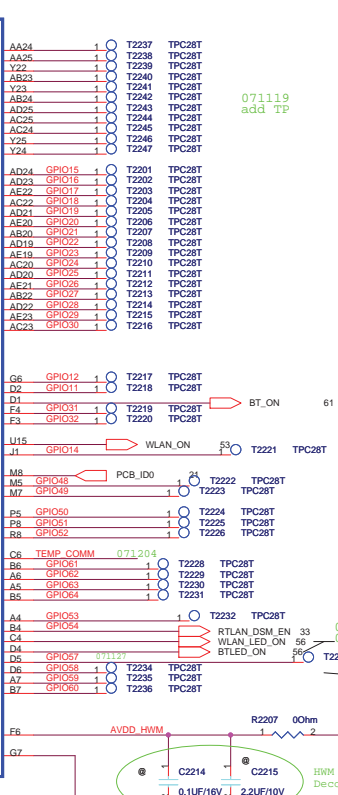 AA24 1 T2237 TPC28T
AA25 1 T2238 TPC28T
Y22 1 T2239 TPC28T
AB23 1 T2240 TPC28T
Y23 1 T2241 TPC28T
AB24 1 T2242 TPC28T
AD25 1 T2243 TPC28T
AC25 1 T2244 TPC28T
AC24 1 T2245 TPC28T
Y25 1 T2246 TPC28T
Y24 1 T2247 TPC28T
071119
add TP
AD24 GPIO15 1 T2201 TPC28T
AD23 GPIO16 1 T2202 TPC28T
AE22 GPIO17 1 T2203 TPC28T
AC22 GPIO18 1 T2204 TPC28T
AD21 GPIO19 1 T2205 TPC28T
AE20 GPIO20 1 T2206 TPC28T
AB20 GPIO21 1 T2207 TPC28T
AD19 GPIO22 1 T2208 TPC28T
AE19 GPIO23 1 T2209 TPC28T
AC20 GPIO24 1 T2210 TPC28T
AD20 GPIO25 1 T2211 TPC28T
AE21 GPIO26 1 T2212 TPC28T
AB22 GPIO27 1 T2213 TPC28T
AD22 GPIO28 1 T2214 TPC28T
AE23 GPIO29 1 T2215 TPC28T
AC23 GPIO30 1 T2216 TPC28T
G6 GPIO12 1 T2217 TPC28T
D2 GPIO11 1 T2218 TPC28T
D1 BT_ON 61
F4 GPIO31 1 T2219 TPC28T
F3 GPIO32 1 T2220 TPC28T
U15 WLAN_ON 53
J1 GPIO14 1 T2221 TPC28T
M8 PCB_ID0 21
M5 GPIO48 1 T2222 TPC28T
M7 GPIO49 1 T2223 TPC28T
P5 GPIO50 1 T2224 TPC28T
P8 GPIO51 1 T2225 TPC28T
R8 GPIO52 1 T2226 TPC28T
C6 TEMP_COMM 071204
B6 GPIO61 1 T2228 TPC28T
A6 GPIO62 1 T2229 TPC28T
A5 GPIO63 1 T2230 TPC28T
B5 GPIO64 1 T2231 TPC28T
A4 GPIO53 1 T2232 TPC28T
B4 GPIO54 RTLAN_DSM_EN 33
C4 WLAN_LED_ON 56
D4 BTLED_ON 56
D5 GPIO57 071127 1 T22
D6 GPIO58 1 T2234 TPC28T
A7 GPIO59 1 T2235 TPC28T
B7 GPIO60 1 T2236 TPC28T
R2207 0Ohm
F6 AVDD_HWM 1 2
G7
@ C2214 @ C2215
0.1UF/16V 2.2UF/10V
HWM
Deco